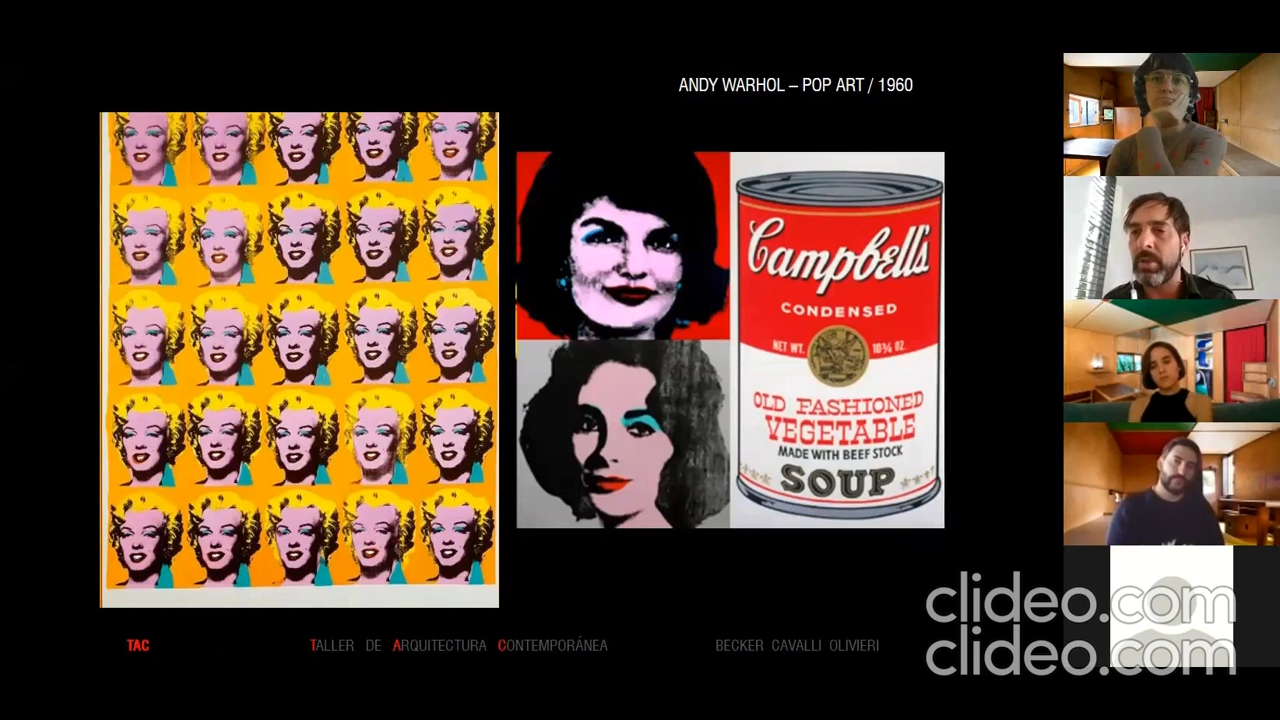 ANDY WARHOL – POP ART / 1960
Campbell's
CONDENSED
NET WT. 10¾ OZ.
OLD FASHIONED
VEGETABLE
MADE WITH BEEF STOCK
SOUP
TAC TALLER DE ARQUITECTURA CONTEMPORÁNEA BECKER CAVALLI OLIVIERI
clideo.com
clideo.com